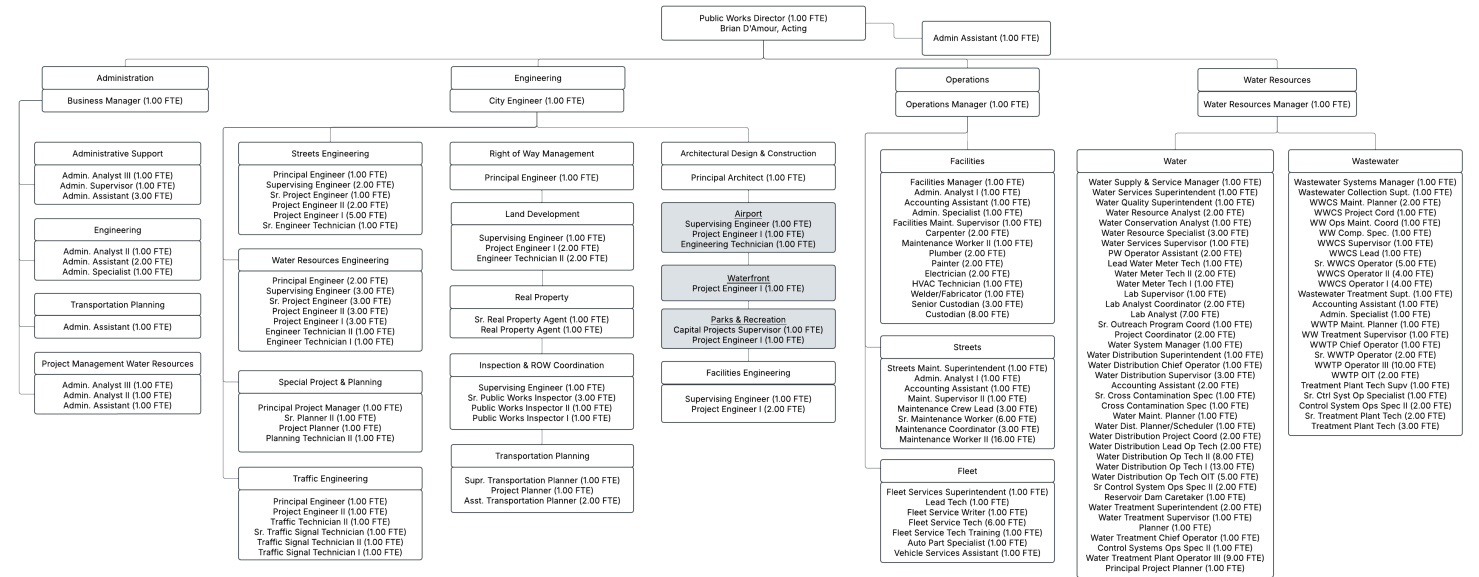 Public Works Director (1.00 FTE)
Brian D'Amour, Acting
Admin Assistant (1.00 FTE)
Administration
Business Manager (1.00 FTE)
Administrative Support
Admin. Analyst III (1.00 FTE)
Admin. Supervisor (1.00 FTE)
Admin. Assistant (3.00 FTE)
Engineering
Admin. Analyst II (1.00 FTE)
Admin. Assistant (2.00 FTE)
Admin. Specialist (1.00 FTE)
Transportation Planning
Admin. Assistant (1.00 FTE)
Project Management Water Resources
Admin. Analyst III (1.00 FTE)
Admin. Analyst II (1.00 FTE)
Admin. Assistant (1.00 FTE)
Engineering
City Engineer (1.00 FTE)
Streets Engineering
Principal Engineer (1.00 FTE)
Supervising Engineer (2.00 FTE)
Sr. Project Engineer (1.00 FTE)
Project Engineer II (2.00 FTE)
Project Engineer I (5.00 FTE)
Sr. Engineer Technician (1.00 FTE)
Water Resources Engineering
Principal Engineer (2.00 FTE)
Supervising Engineer (3.00 FTE)
Sr. Project Engineer (3.00 FTE)
Project Engineer II (3.00 FTE)
Project Engineer I (3.00 FTE)
Engineer Technician II (1.00 FTE)
Engineer Technician I (1.00 FTE)
Special Project & Planning
Principal Project Manager (1.00 FTE)
Sr. Planner II (1.00 FTE)
Project Planner (1.00 FTE)
Planning Technician II (1.00 FTE)
Traffic Engineering
Principal Engineer (1.00 FTE)
Project Engineer II (1.00 FTE)
Traffic Technician II (1.00 FTE)
Sr. Traffic Signal Technician (1.00 FTE)
Traffic Signal Technician II (1.00 FTE)
Traffic Signal Technician I (1.00 FTE)
Right of Way Management
Principal Engineer (1.00 FTE)
Land Development
Supervising Engineer (1.00 FTE)
Project Engineer I (2.00 FTE)
Engineer Technician II (2.00 FTE)
Real Property
Sr. Real Property Agent (1.00 FTE)
Real Property Agent (1.00 FTE)
Inspection & ROW Coordination
Supervising Engineer (1.00 FTE)
Sr. Public Works Inspector (3.00 FTE)
Public Works Inspector II (1.00 FTE)
Public Works Inspector I (1.00 FTE)
Transportation Planning
Supr. Transportation Planner (1.00 FTE)
Project Planner (1.00 FTE)
Asst. Transportation Planner (2.00 FTE)
Architectural Design & Construction
Principal Architect (1.00 FTE)
Airport
Supervising Engineer (1.00 FTE)
Project Engineer I (1.00 FTE)
Engineering Technician (1.00 FTE)
Waterfront
Project Engineer I (1.00 FTE)
Parks & Recreation
Capital Projects Supervisor (1.00 FTE)
Project Engineer I (1.00 FTE)
Facilities Engineering
Supervising Engineer (1.00 FTE)
Project Engineer I (2.00 FTE)
Operations
Operations Manager (1.00 FTE)
Facilities
Facilities Manager (1.00 FTE)
Admin. Analyst I (1.00 FTE)
Accounting Assistant (1.00 FTE)
Admin. Specialist (1.00 FTE)
Facilities Maint. Supervisor (1.00 FTE)
Carpenter (2.00 FTE)
Maintenance Worker II (1.00 FTE)
Plumber (2.00 FTE)
Painter (2.00 FTE)
Electrician (2.00 FTE)
HVAC Technician (1.00 FTE)
Welder/Fabricator (1.00 FTE)
Senior Custodian (3.00 FTE)
Custodian (8.00 FTE)
Streets
Streets Maint. Superintendent (1.00 FTE)
Admin. Analyst I (1.00 FTE)
Accounting Assistant (1.00 FTE)
Maint. Supervisor II (1.00 FTE)
Maintenance Crew Lead (3.00 FTE)
Sr. Maintenance Worker (6.00 FTE)
Maintenance Coordinator (3.00 FTE)
Maintenance Worker II (16.00 FTE)
Fleet
Fleet Services Superintendent (1.00 FTE)
Lead Tech (1.00 FTE)
Fleet Service Writer (1.00 FTE)
Fleet Service Tech (6.00 FTE)
Fleet Service Tech Training (1.00 FTE)
Auto Part Specialist (1.00 FTE)
Vehicle Services Assistant (1.00 FTE)
Water Resources
Water Resources Manager (1.00 FTE)
Water
Water Supply & Service Manager (1.00 FTE)
Water Services Superintendent (1.00 FTE)
Water Quality Superintendent (1.00 FTE)
Water Resource Analyst (2.00 FTE)
Water Conservation Analyst (1.00 FTE)
Water Resource Specialist (3.00 FTE)
Water Services Supervisor (1.00 FTE)
PW Operator Assistant (2.00 FTE)
Lead Water Meter Tech (1.00 FTE)
Water Meter Tech II (2.00 FTE)
Water Meter Tech I (1.00 FTE)
Lab Supervisor (1.00 FTE)
Lab Analyst Coordinator (2.00 FTE)
Lab Analyst (7.00 FTE)
Sr. Outreach Program Coord (1.00 FTE)
Project Coordinator (2.00 FTE)
Water System Manager (1.00 FTE)
Water Distribution Superintendent (1.00 FTE)
Water Distribution Chief Operator (1.00 FTE)
Water Distribution Supervisor (3.00 FTE)
Accounting Assistant (2.00 FTE)
Sr. Cross Contamination Spec (1.00 FTE)
Cross Contamination Spec (1.00 FTE)
Water Maint. Planner (1.00 FTE)
Water Dist. Planner/Scheduler (1.00 FTE)
Water Distribution Project Coord (2.00 FTE)
Water Distribution Lead Op Tech (2.00 FTE)
Water Distribution Op Tech II (8.00 FTE)
Water Distribution Op Tech I (13.00 FTE)
Water Distribution Op Tech OIT (5.00 FTE)
Sr Control System Ops Spec II (2.00 FTE)
Reservoir Dam Caretaker (1.00 FTE)
Water Treatment Superintendent (2.00 FTE)
Water Treatment Supervisor (1.00 FTE)
Planner (1.00 FTE)
Water Treatment Chief Operator (1.00 FTE)
Control Systems Ops Spec II (1.00 FTE)
Water Treatment Plant Operator III (9.00 FTE)
Principal Project Planner (1.00 FTE)
Wastewater
Wastewater Systems Manager (1.00 FTE)
Wastewater Collection Supt. (1.00 FTE)
WWCS Maint. Planner (2.00 FTE)
WWCS Project Cord (1.00 FTE)
WW Ops Maint. Coord (1.00 FTE)
WW Comp. Spec. (1.00 FTE)
WWCS Supervisor (1.00 FTE)
WWCS Lead (1.00 FTE)
Sr. WWCS Operator (5.00 FTE)
WWCS Operator II (4.00 FTE)
WWCS Operator I (4.00 FTE)
Wastewater Treatment Supt. (1.00 FTE)
Accounting Assistant (1.00 FTE)
Admin. Specialist (1.00 FTE)
WWTP Maint. Planner (1.00 FTE)
WW Treatment Supervisor (1.00 FTE)
WWTP Chief Operator (1.00 FTE)
Sr. WWTP Operator (2.00 FTE)
WWTP Operator III (10.00 FTE)
WWTP OIT (2.00 FTE)
Treatment Plant Tech Supv (1.00 FTE)
Sr. Ctrl Syst Op Specialist (1.00 FTE)
Control System Ops Spec II (2.00 FTE)
Sr. Treatment Plant Tech (2.00 FTE)
Treatment Plant Tech (3.00 FTE)